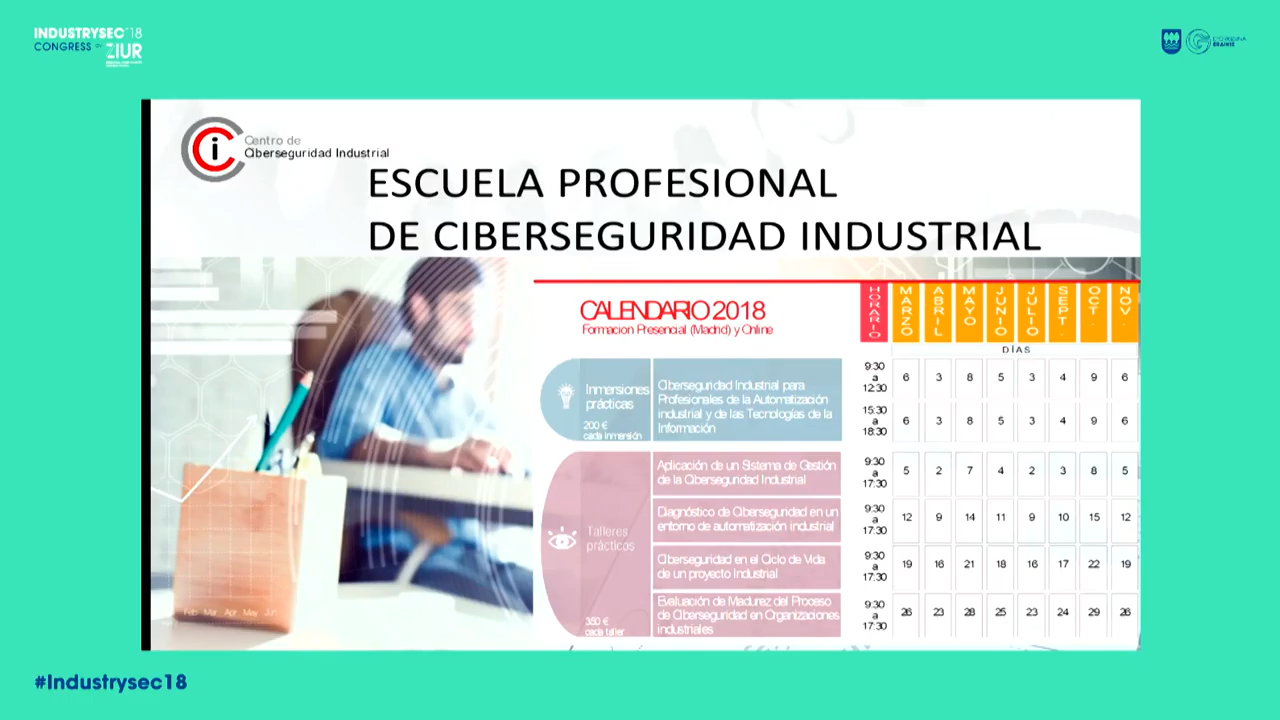 INDUSTRYSEC'18
CONGRESS BY ZIUR
Centro de
Ciberseguridad Industrial
ESCUELA PROFESIONAL
DE CIBERSEGURIDAD INDUSTRIAL
CALENDARIO 2018
Formacion Presencial (Madrid) y Online
HORARIO MARZO ABRIL MAYO JUNIO JULIO SEPT. OCT. NOV.
DÍAS
Inmersiones
prácticas
200 €
cada inmersión
Ciberseguridad Industrial para
Profesionales de la Automatización
industrial y de las Tecnologías de la
Información
9:30 a 12:30 6 3 8 5 3 4 9 6
15:30 a 18:30 6 3 8 5 3 4 9 6
Talleres
prácticos
350 €
cada taller
Aplicación de un Sistema de Gestión
de la Ciberseguridad Industrial
9:30 a 17:30 5 2 7 4 2 3 8 5
Diagnóstico de Ciberseguridad en un
entorno de automatización industrial
9:30 a 17:30 12 9 14 11 9 10 15 12
Ciberseguridad en el Ciclo de Vida
de un proyecto Industrial
9:30 a 17:30 19 16 21 18 16 17 22 19
Evaluación de Madurez del Proceso
de Ciberseguridad en Organizaciones
industriales
9:30 a 17:30 26 23 28 25 23 24 29 26
Feb Mar Apr May Jun
#Industrysec18